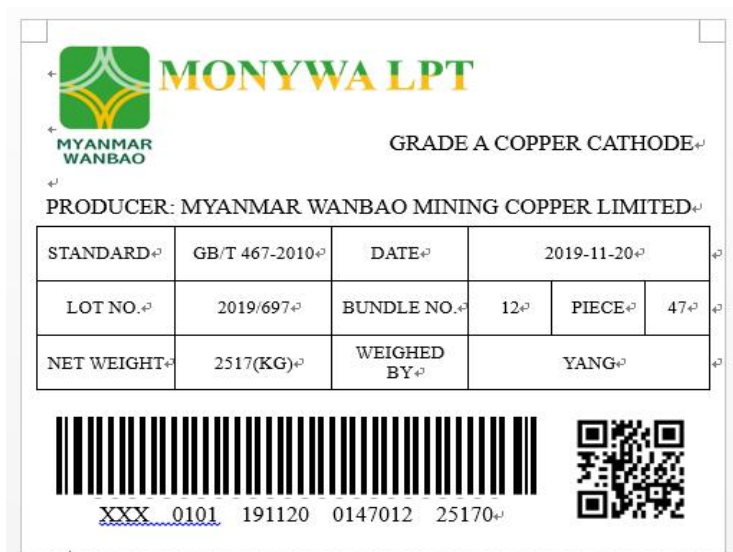 MONYWA LPT
MYANMAR
WANBAO
GRADE A COPPER CATHODE
PRODUCER: MYANMAR WANBAO MINING COPPER LIMITED
STANDARD GB/T 467-2010 DATE 2019-11-20
LOT NO. 2019/697 BUNDLE NO. 12 PIECE 47
NET WEIGHT 2517(KG) WEIGHED BY YANG
XXX 0101 191120 0147012 25170